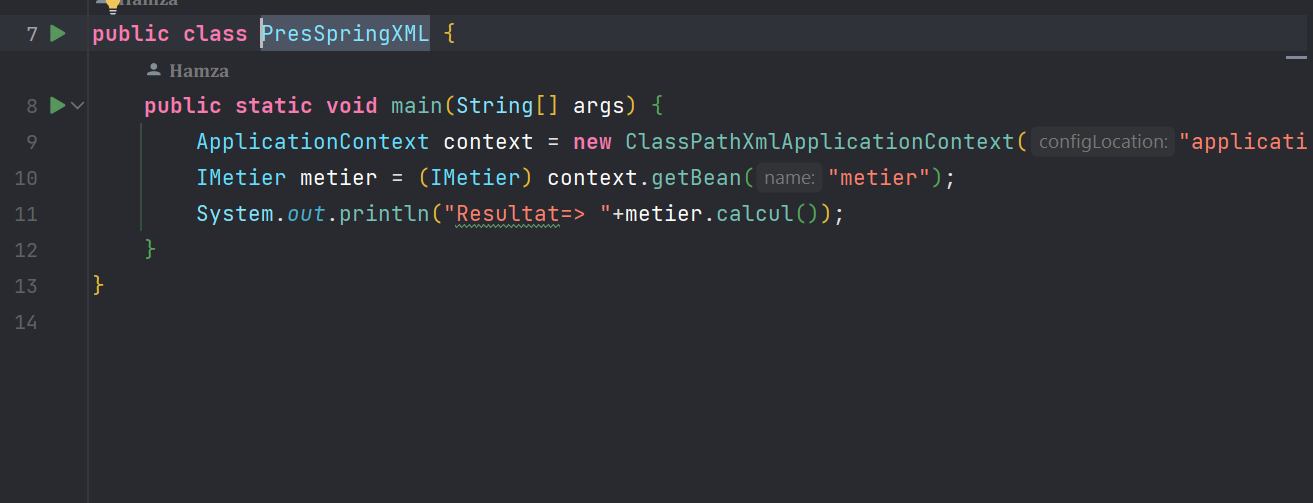 Hamza
7 public class PresSpringXML {
Hamza
8 public static void main(String[] args) {
9 ApplicationContext context = new ClassPathXmlApplicationContext( configLocation: "applicati
10 IMetier metier = (IMetier) context.getBean( name: "metier");
11 System.out.println("Resultat=> "+metier.calcul());
12 }
13 }
14